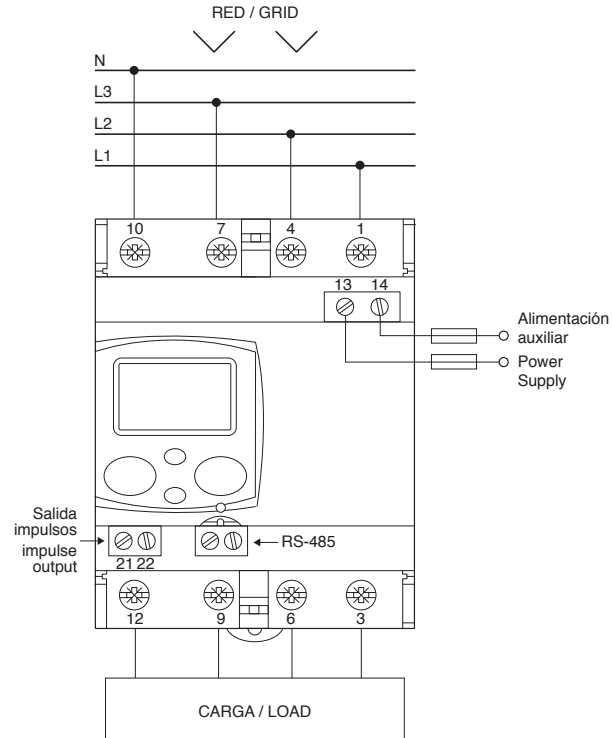 RED / GRID
N
L3
L2
L1
10 7 4 1
13 14
Alimentación
auxiliar
Power
Supply
Salida
impulsos
impulse
output
RS-485
21 22
12 9 6 3
CARGA / LOAD